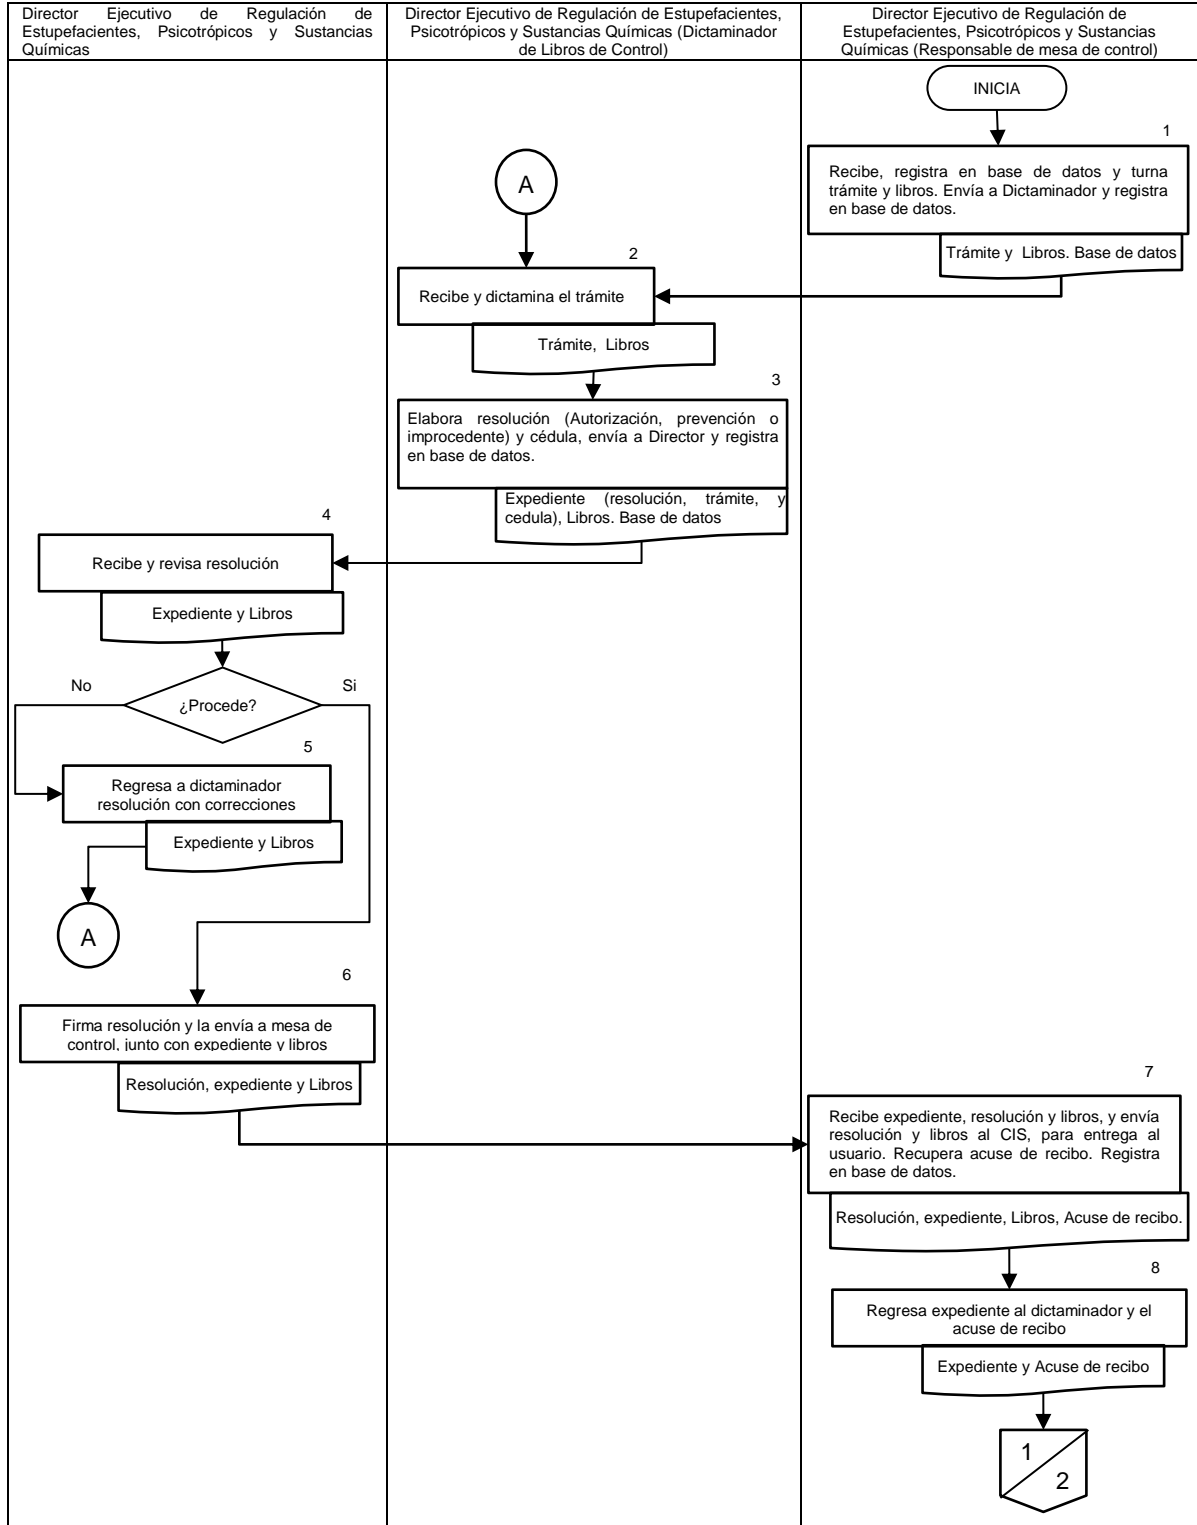 Director Ejecutivo de Regulación de
Estupefacientes, Psicotrópicos y Sustancias
Químicas
Director Ejecutivo de Regulación de Estupefacientes,
Psicotrópicos y Sustancias Químicas (Dictaminador
de Libros de Control)
Director Ejecutivo de Regulación de
Estupefacientes, Psicotrópicos y Sustancias
Químicas (Responsable de mesa de control)
INICIA
1
Recibe, registra en base de datos y turna
trámite y libros. Envía a Dictaminador y registra
en base de datos.
Trámite y Libros. Base de datos
A
2
Recibe y dictamina el trámite
Trámite, Libros
3
Elabora resolución (Autorización, prevención o
improcedente) y cédula, envía a Director y registra
en base de datos.
Expediente (resolución, trámite, y
cedula), Libros. Base de datos
4
Recibe y revisa resolución
Expediente y Libros
No
¿Procede?
Si
5
Regresa a dictaminador
resolución con correcciones
Expediente y Libros
A
6
Firma resolución y la envía a mesa de
control, junto con expediente y libros
Resolución, expediente y Libros
7
Recibe expediente, resolución y libros, y envía
resolución y libros al CIS, para entrega al
usuario. Recupera acuse de recibo. Registra
en base de datos.
Resolución, expediente, Libros, Acuse de recibo.
8
Regresa expediente al dictaminador y el
acuse de recibo
Expediente y Acuse de recibo
1
2